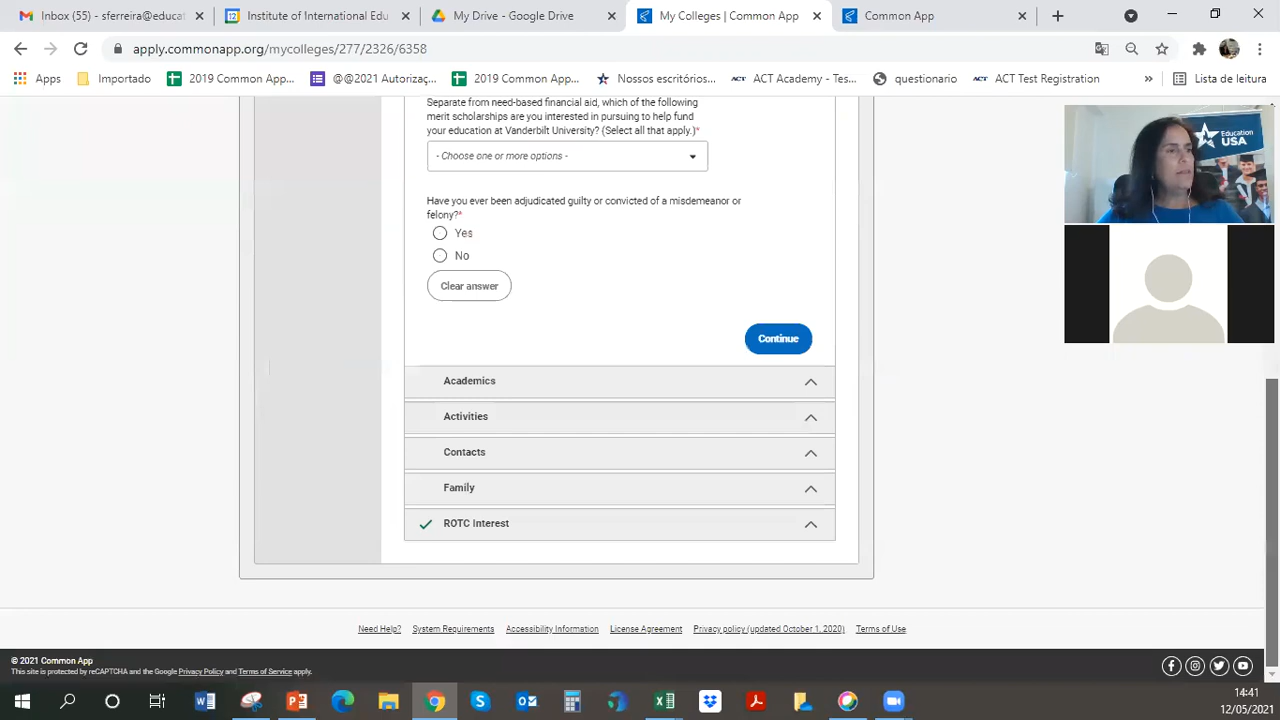 Inbox (55) - sferreira@educat
Institute of International Edu
My Drive - Google Drive
My Colleges | Common App
Common App
apply.commonapp.org/mycolleges/277/2326/6358
Apps
Importado
2019 Common App...
@@2021 Autorizaç...
2019 Common App...
Nossos escritórios...
ACT Academy - Tes...
questionario
ACT Test Registration
»
Lista de leitura
Separate from need-based financial aid, which of the following
merit scholarships are you interested in pursuing to help fund
your education at Vanderbilt University? (Select all that apply.)*
- Choose one or more options -
Education
USA
Have you ever been adjudicated guilty or convicted of a misdemeanor or
felony?*
Yes
No
Clear answer
Continue
Academics
Activities
Contacts
Family
ROTC Interest
Need Help?
System Requirements
Accessibility Information
License Agreement
Privacy policy (updated October 1, 2020)
Terms of Use
© 2021 Common App
This site is protected by reCAPTCHA and the Google Privacy Policy and Terms of Service apply.
14:41
12/05/2021